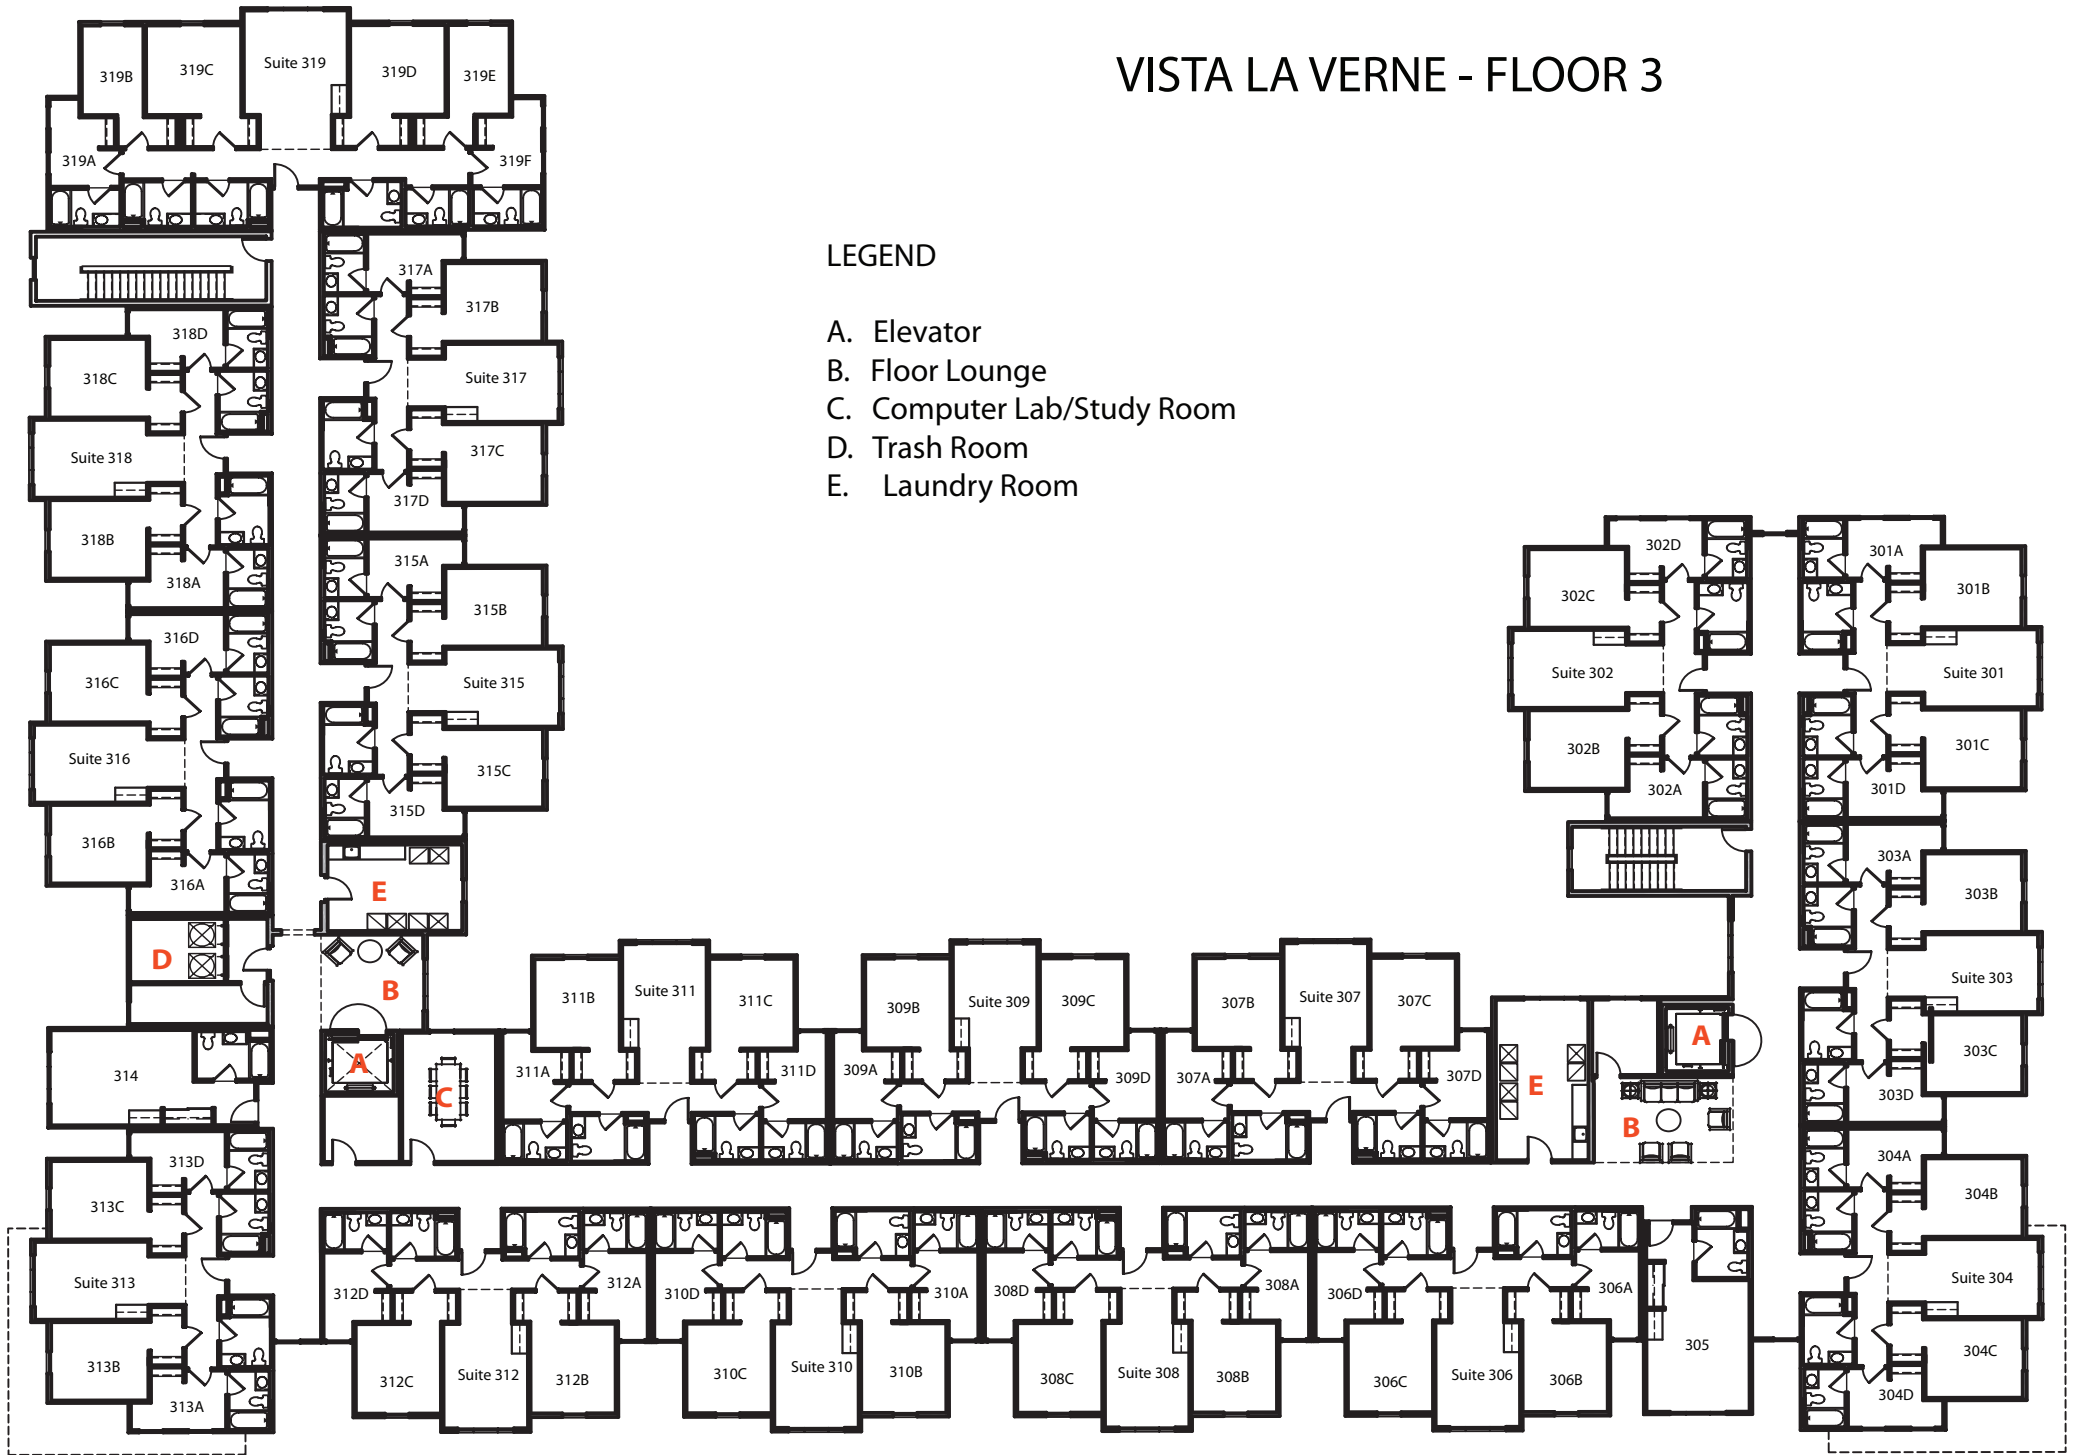 VISTA LA VERNE - FLOOR 3
LEGEND
A. Elevator
B. Floor Lounge
C. Computer Lab/Study Room
D. Trash Room
E. Laundry Room
319B
319C
Suite 319
319D
319E
319A
319F
317A
317B
Suite 317
317C
317D
318D
318C
Suite 318
318B
318A
315A
315B
Suite 315
315C
315D
316D
316C
Suite 316
316B
316A
E
D
B
A
C
314
313D
313C
Suite 313
313B
313A
311B
Suite 311
311C
311A
311D
309B
Suite 309
309C
309A
309D
307B
Suite 307
307C
307A
307D
E
A
B
302D
302C
Suite 302
302B
302A
301A
301B
Suite 301
301C
301D
303A
303B
Suite 303
303C
303D
304A
304B
Suite 304
304C
304D
312D
312A
312C
Suite 312
312B
310D
310A
310C
Suite 310
310B
308D
308A
308C
Suite 308
308B
306D
306A
306C
Suite 306
306B
305